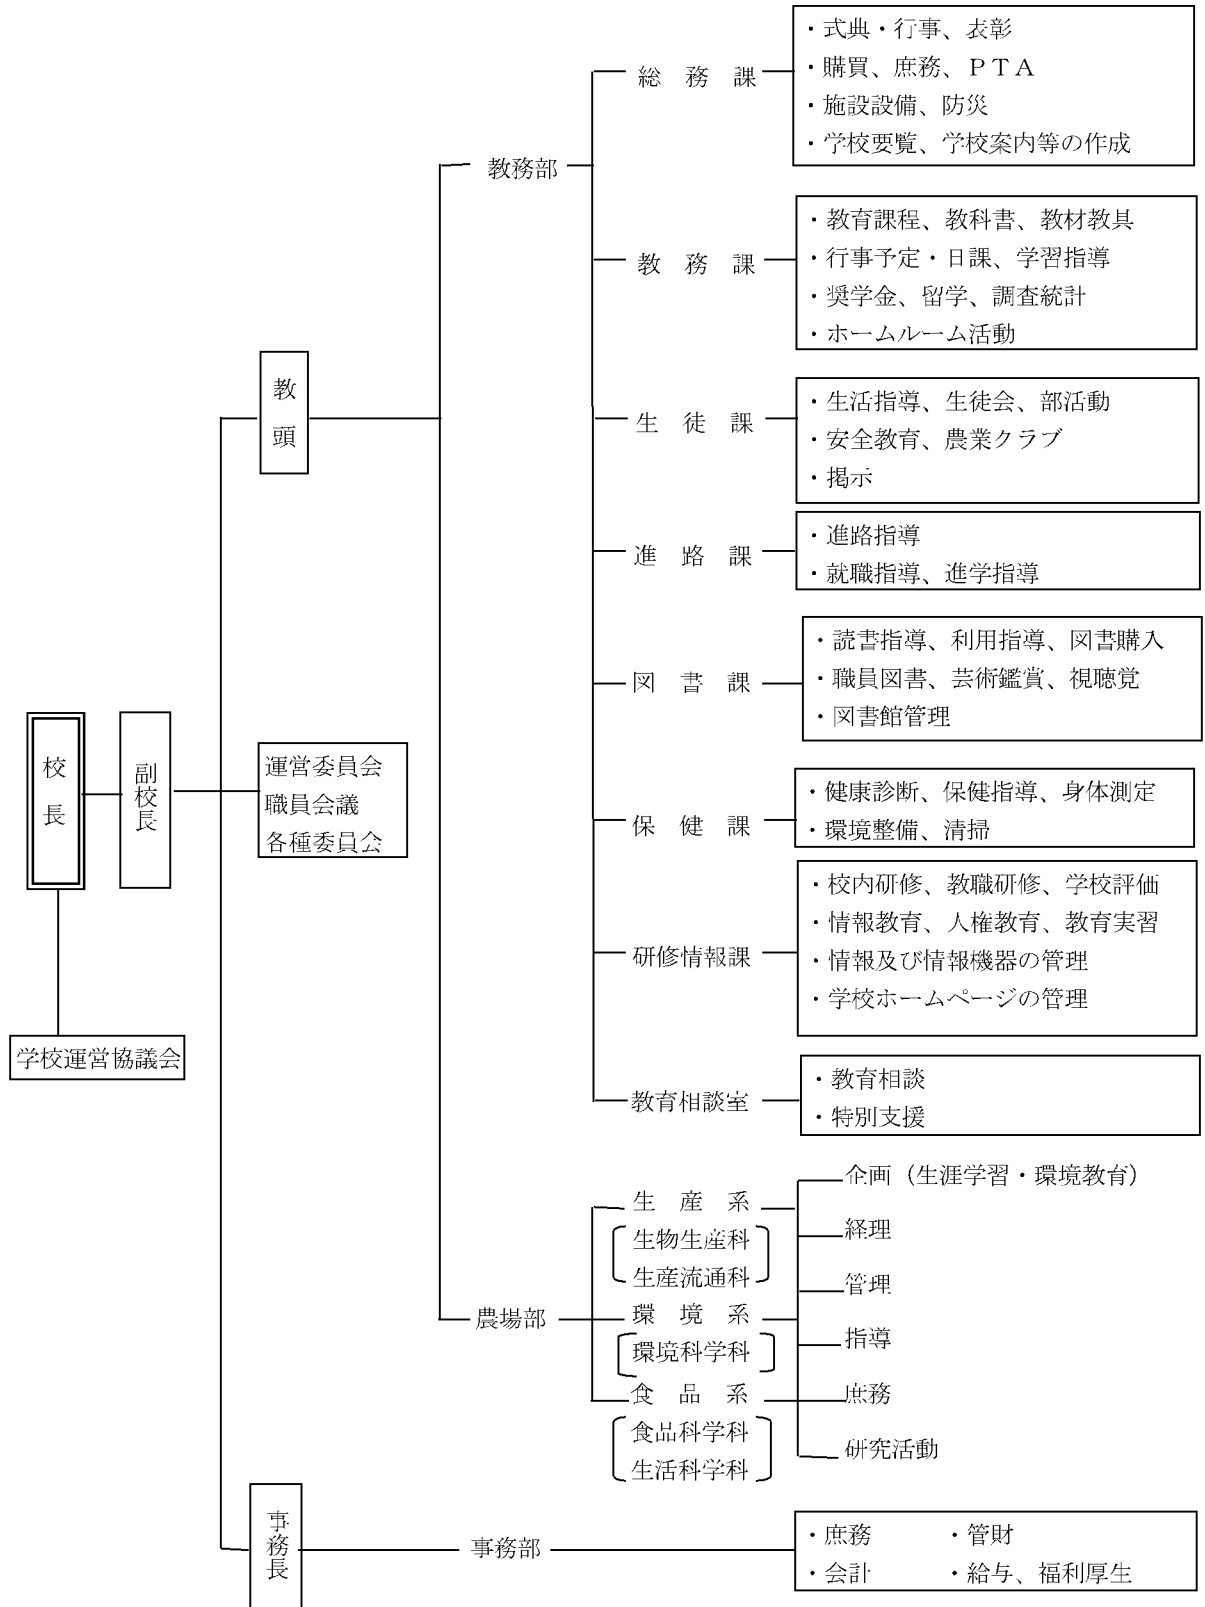 ・式典・行事、表彰
総務課
・購買、庶務、ＰＴＡ
・施設設備、防災
・学校要覧、学校案内等の作成
教務部
・教育課程、教科書、教材教具
教務課
・行事予定・日課、学習指導
・奨学金、留学、調査統計
・ホームルーム活動
教頭
・生活指導、生徒会、部活動
生徒課
・安全教育、農業クラブ
・掲示
・進路指導
進路課
・就職指導、進学指導
・読書指導、利用指導、図書購入
図書課
・職員図書、芸術鑑賞、視聴覚
・図書館管理
校長
副校長
運営委員会
職員会議
各種委員会
・健康診断、保健指導、身体測定
保健課
・環境整備、清掃
・校内研修、教職研修、学校評価
・情報教育、人権教育、教育実習
研修情報課
・情報及び情報機器の管理
・学校ホームページの管理
学校運営協議会
・教育相談
教育相談室
・特別支援
企画（生涯学習・環境教育）
生産系
生物生産科
生産流通科
経理
管理
農場部
環境系
環境科学科
指導
食品系
食品科学科
生活科学科
庶務
研究活動
事務長
事務部
・庶務　・管財
・会計　・給与、福利厚生